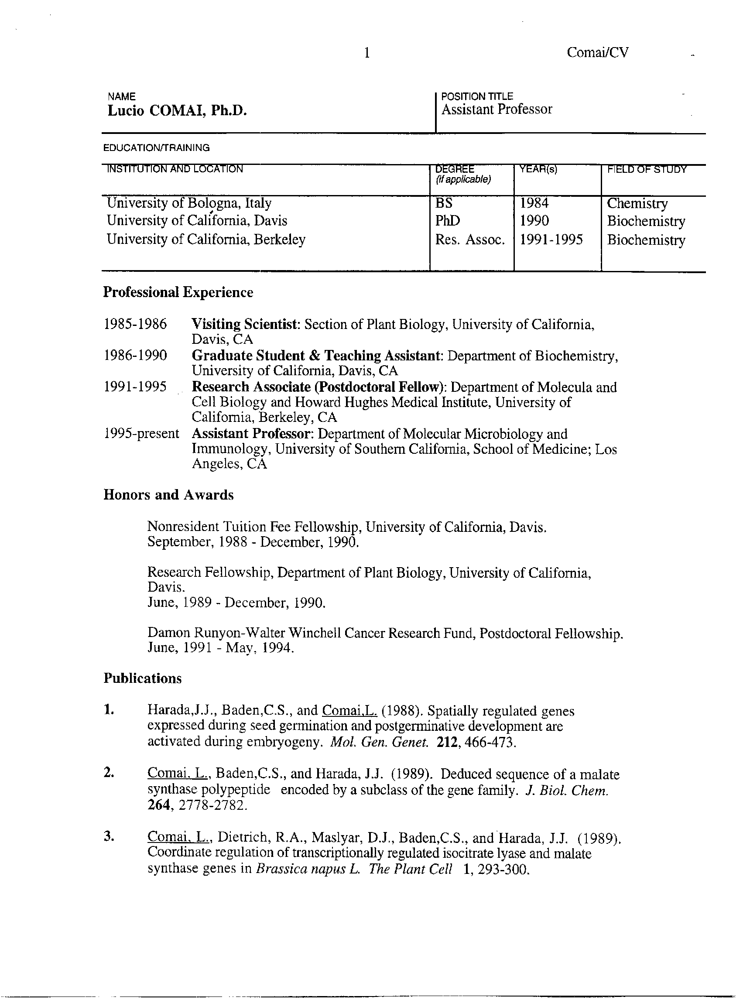 1
Comai/CV
NAME
Lucio COMAI, Ph.D.
POSITION TITLE
Assistant Professor
EDUCATION/TRAINING
INSTITUTION AND LOCATION DEGREE (if applicable) YEAR(s) FIELD OF STUDY
University of Bologna, Italy BS 1984 Chemistry
University of California, Davis PhD 1990 Biochemistry
University of California, Berkeley Res. Assoc. 1991-1995 Biochemistry
Professional Experience
1985-1986 Visiting Scientist: Section of Plant Biology, University of California,
Davis, CA
1986-1990 Graduate Student & Teaching Assistant: Department of Biochemistry,
University of California, Davis, CA
1991-1995 Research Associate (Postdoctoral Fellow): Department of Molecula and
Cell Biology and Howard Hughes Medical Institute, University of
California, Berkeley, CA
1995-present Assistant Professor: Department of Molecular Microbiology and
Immunology, University of Southern California, School of Medicine; Los
Angeles, CA
Honors and Awards
Nonresident Tuition Fee Fellowship, University of California, Davis.
September, 1988 - December, 1990.
Research Fellowship, Department of Plant Biology, University of California,
Davis.
June, 1989 - December, 1990.
Damon Runyon-Walter Winchell Cancer Research Fund, Postdoctoral Fellowship.
June, 1991 - May, 1994.
Publications
1. Harada,J.J., Baden,C.S., and Comai,L. (1988). Spatially regulated genes
expressed during seed germination and postgerminative development are
activated during embryogeny. Mol. Gen. Genet. 212, 466-473.
2. Comai, L., Baden,C.S., and Harada, J.J. (1989). Deduced sequence of a malate
synthase polypeptide encoded by a subclass of the gene family. J. Biol. Chem.
264, 2778-2782.
3. Comai, L., Dietrich, R.A., Maslyar, D.J., Baden,C.S., and Harada, J.J. (1989).
Coordinate regulation of transcriptionally regulated isocitrate lyase and malate
synthase genes in Brassica napus L. The Plant Cell 1, 293-300.